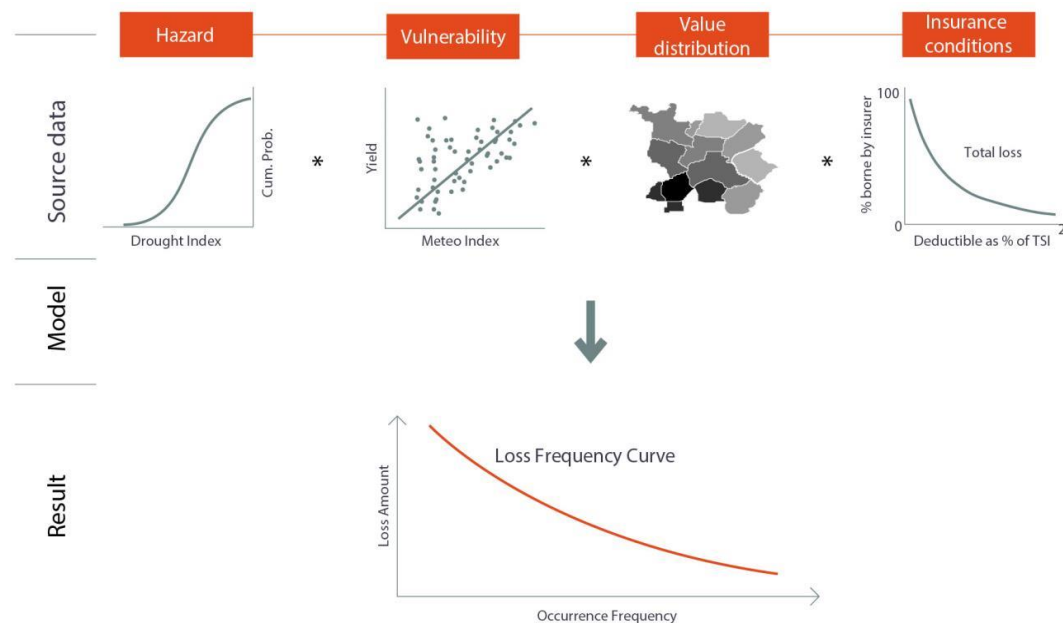 Hazard
Vulnerability
Value
distribution
Insurance
conditions
Source data
Cum. Prob.
Drought Index
*
Yield
Meteo Index
*
*
% borne by insurer
100
0
Total loss
2
Deductible as % of TSI
Model
Result
Loss Amount
Loss Frequency Curve
Occurrence Frequency